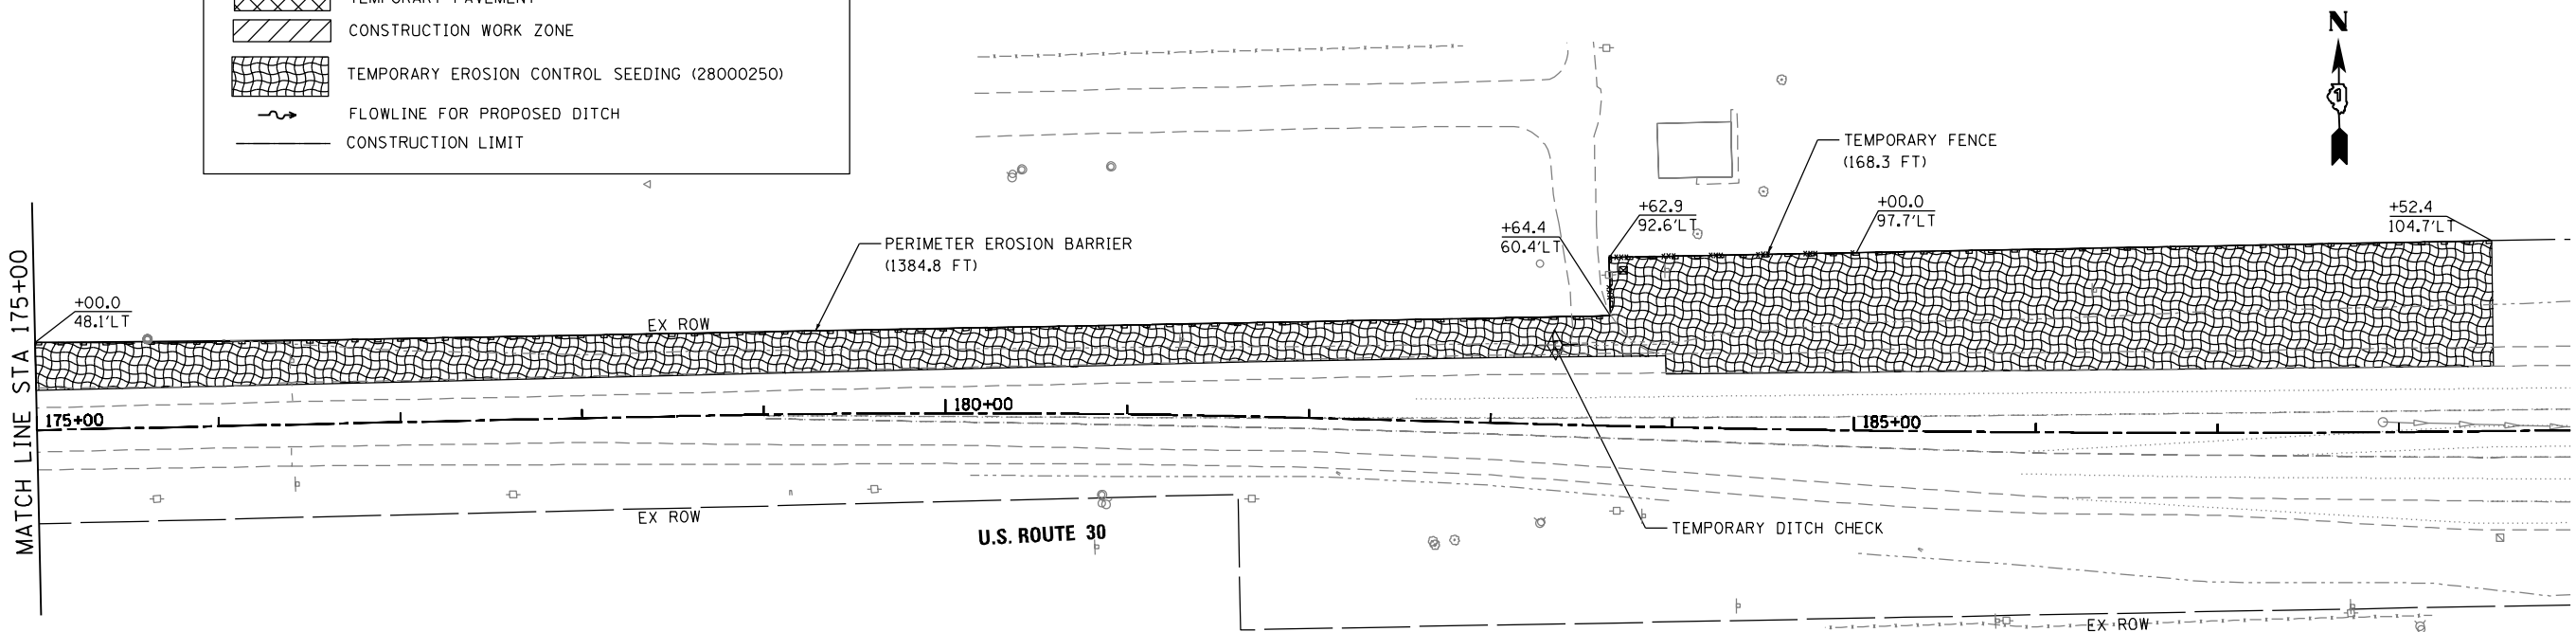 TEMPORARY PAVEMENT
CONSTRUCTION WORK ZONE
TEMPORARY EROSION CONTROL SEEDING (28000250)
FLOWLINE FOR PROPOSED DITCH
CONSTRUCTION LIMIT
N
1
TEMPORARY FENCE
(168.3 FT)
+62.9
92.6'LT
+00.0
97.7'LT
+52.4
104.7'LT
+64.4
60.4'LT
PERIMETER EROSION BARRIER
(1384.8 FT)
MATCH LINE STA 175+00
+00.0
48.1'LT
EX ROW
175+00
180+00
185+00
EX ROW
U.S. ROUTE 30
TEMPORARY DITCH CHECK
EX ROW